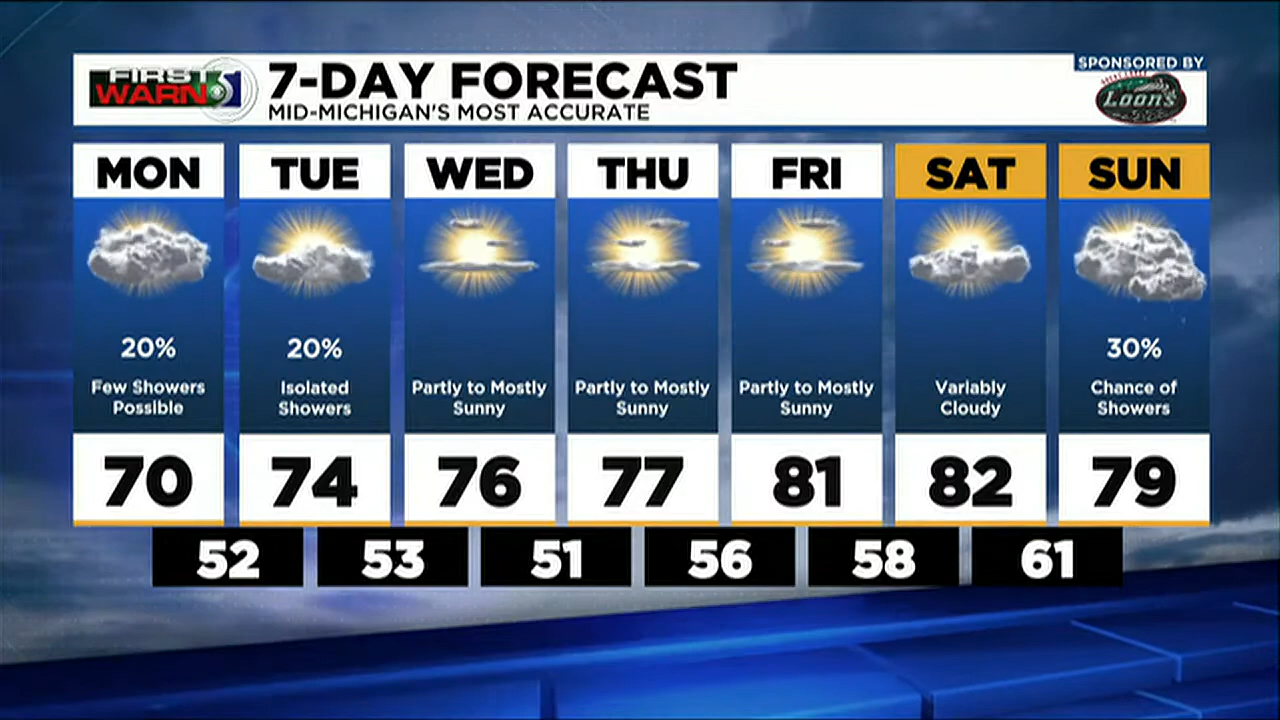 FIRST WARN 5
7-DAY FORECAST
MID-MICHIGAN'S MOST ACCURATE
SPONSORED BY
Loons
MON
TUE
WED
THU
FRI
SAT
SUN
20%
20%
30%
Few Showers
Possible
Isolated
Showers
Partly to Mostly
Sunny
Partly to Mostly
Sunny
Partly to Mostly
Sunny
Variably
Cloudy
Chance of
Showers
70
74
76
77
81
82
79
52
53
51
56
58
61